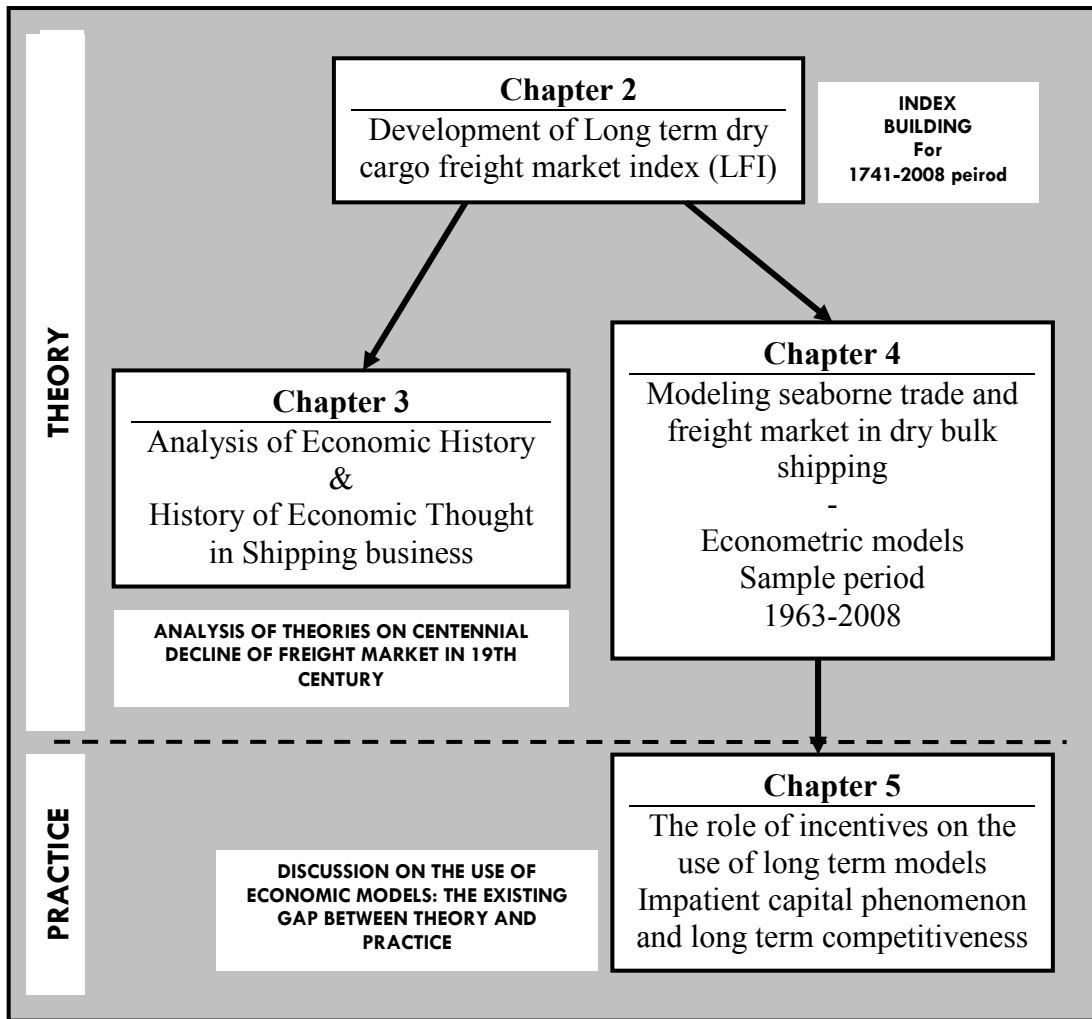 THEORY
Chapter 2
Development of Long term dry
cargo freight market index (LFI)
INDEX
BUILDING
For
1741-2008 peirod
Chapter 3
Analysis of Economic History
&
History of Economic Thought
in Shipping business
ANALYSIS OF THEORIES ON CENTENNIAL
DECLINE OF FREIGHT MARKET IN 19TH
CENTURY
Chapter 4
Modeling seaborne trade and
freight market in dry bulk
shipping
-
Econometric models
Sample period
1963-2008
PRACTICE
DISCUSSION ON THE USE OF
ECONOMIC MODELS: THE EXISTING
GAP BETWEEN THEORY AND
PRACTICE
Chapter 5
The role of incentives on the
use of long term models
Impatient capital phenomenon
and long term competitiveness